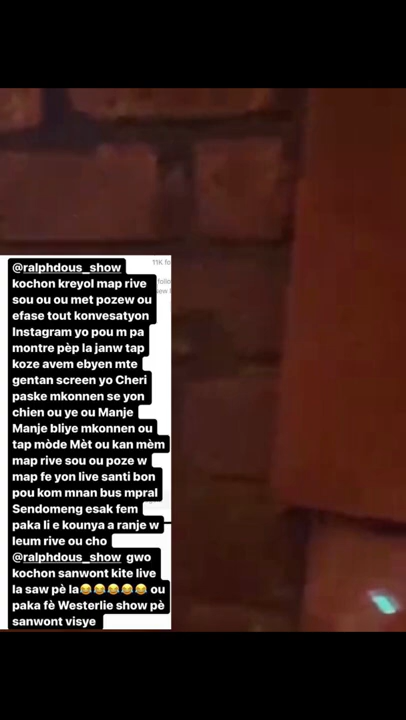 11K fo
@ralphdous_show
kochon kreyol map rive
sou ou ou met pozew ou
efase tout konvesatyon
Instagram yo pou m pa
montre pèp la janw tap
koze avem ebyen mte
gentan screen yo Cheri
paske mkonnen se yon
chien ou ye ou Manje
Manje bliye mkonnen ou
tap mòde Mèt ou kan mèm
map rive sou ou poze w
map fe yon live santi bon
pou kom mnan bus mpral
Sendomeng esak fem
paka li e kounya a ranje w
leum rive ou cho
@ralphdous_show gwo
kochon sanwont kite live
la saw pè la😂😂😂😂😂 ou
paka fè Westerlie show pè
sanwont visye